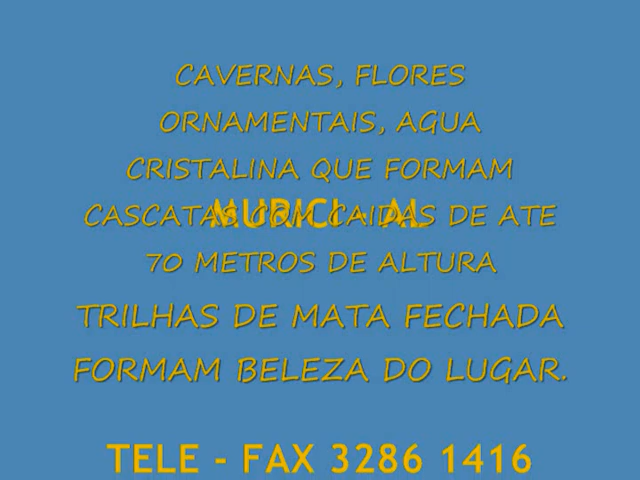 CAVERNAS, FLORES
ORNAMENTAIS, AGUA
CRISTALINA QUE FORMAM
CASCATAS COM CAIDAS DE ATE
MURICI - AL
70 METROS DE ALTURA
TRILHAS DE MATA FECHADA
FORMAM BELEZA DO LUGAR.
TELE - FAX 3286 1416